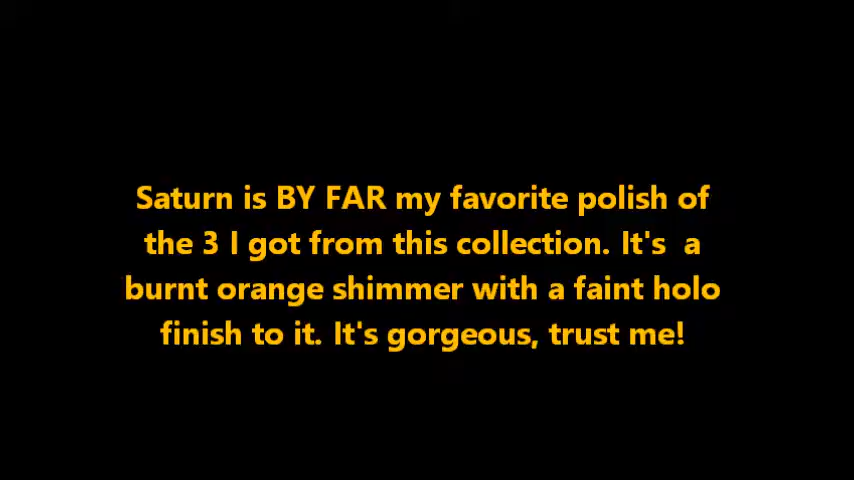 Saturn is BY FAR my favorite polish of
the 3 I got from this collection. It's  a
burnt orange shimmer with a faint holo
finish to it. It's gorgeous, trust me!